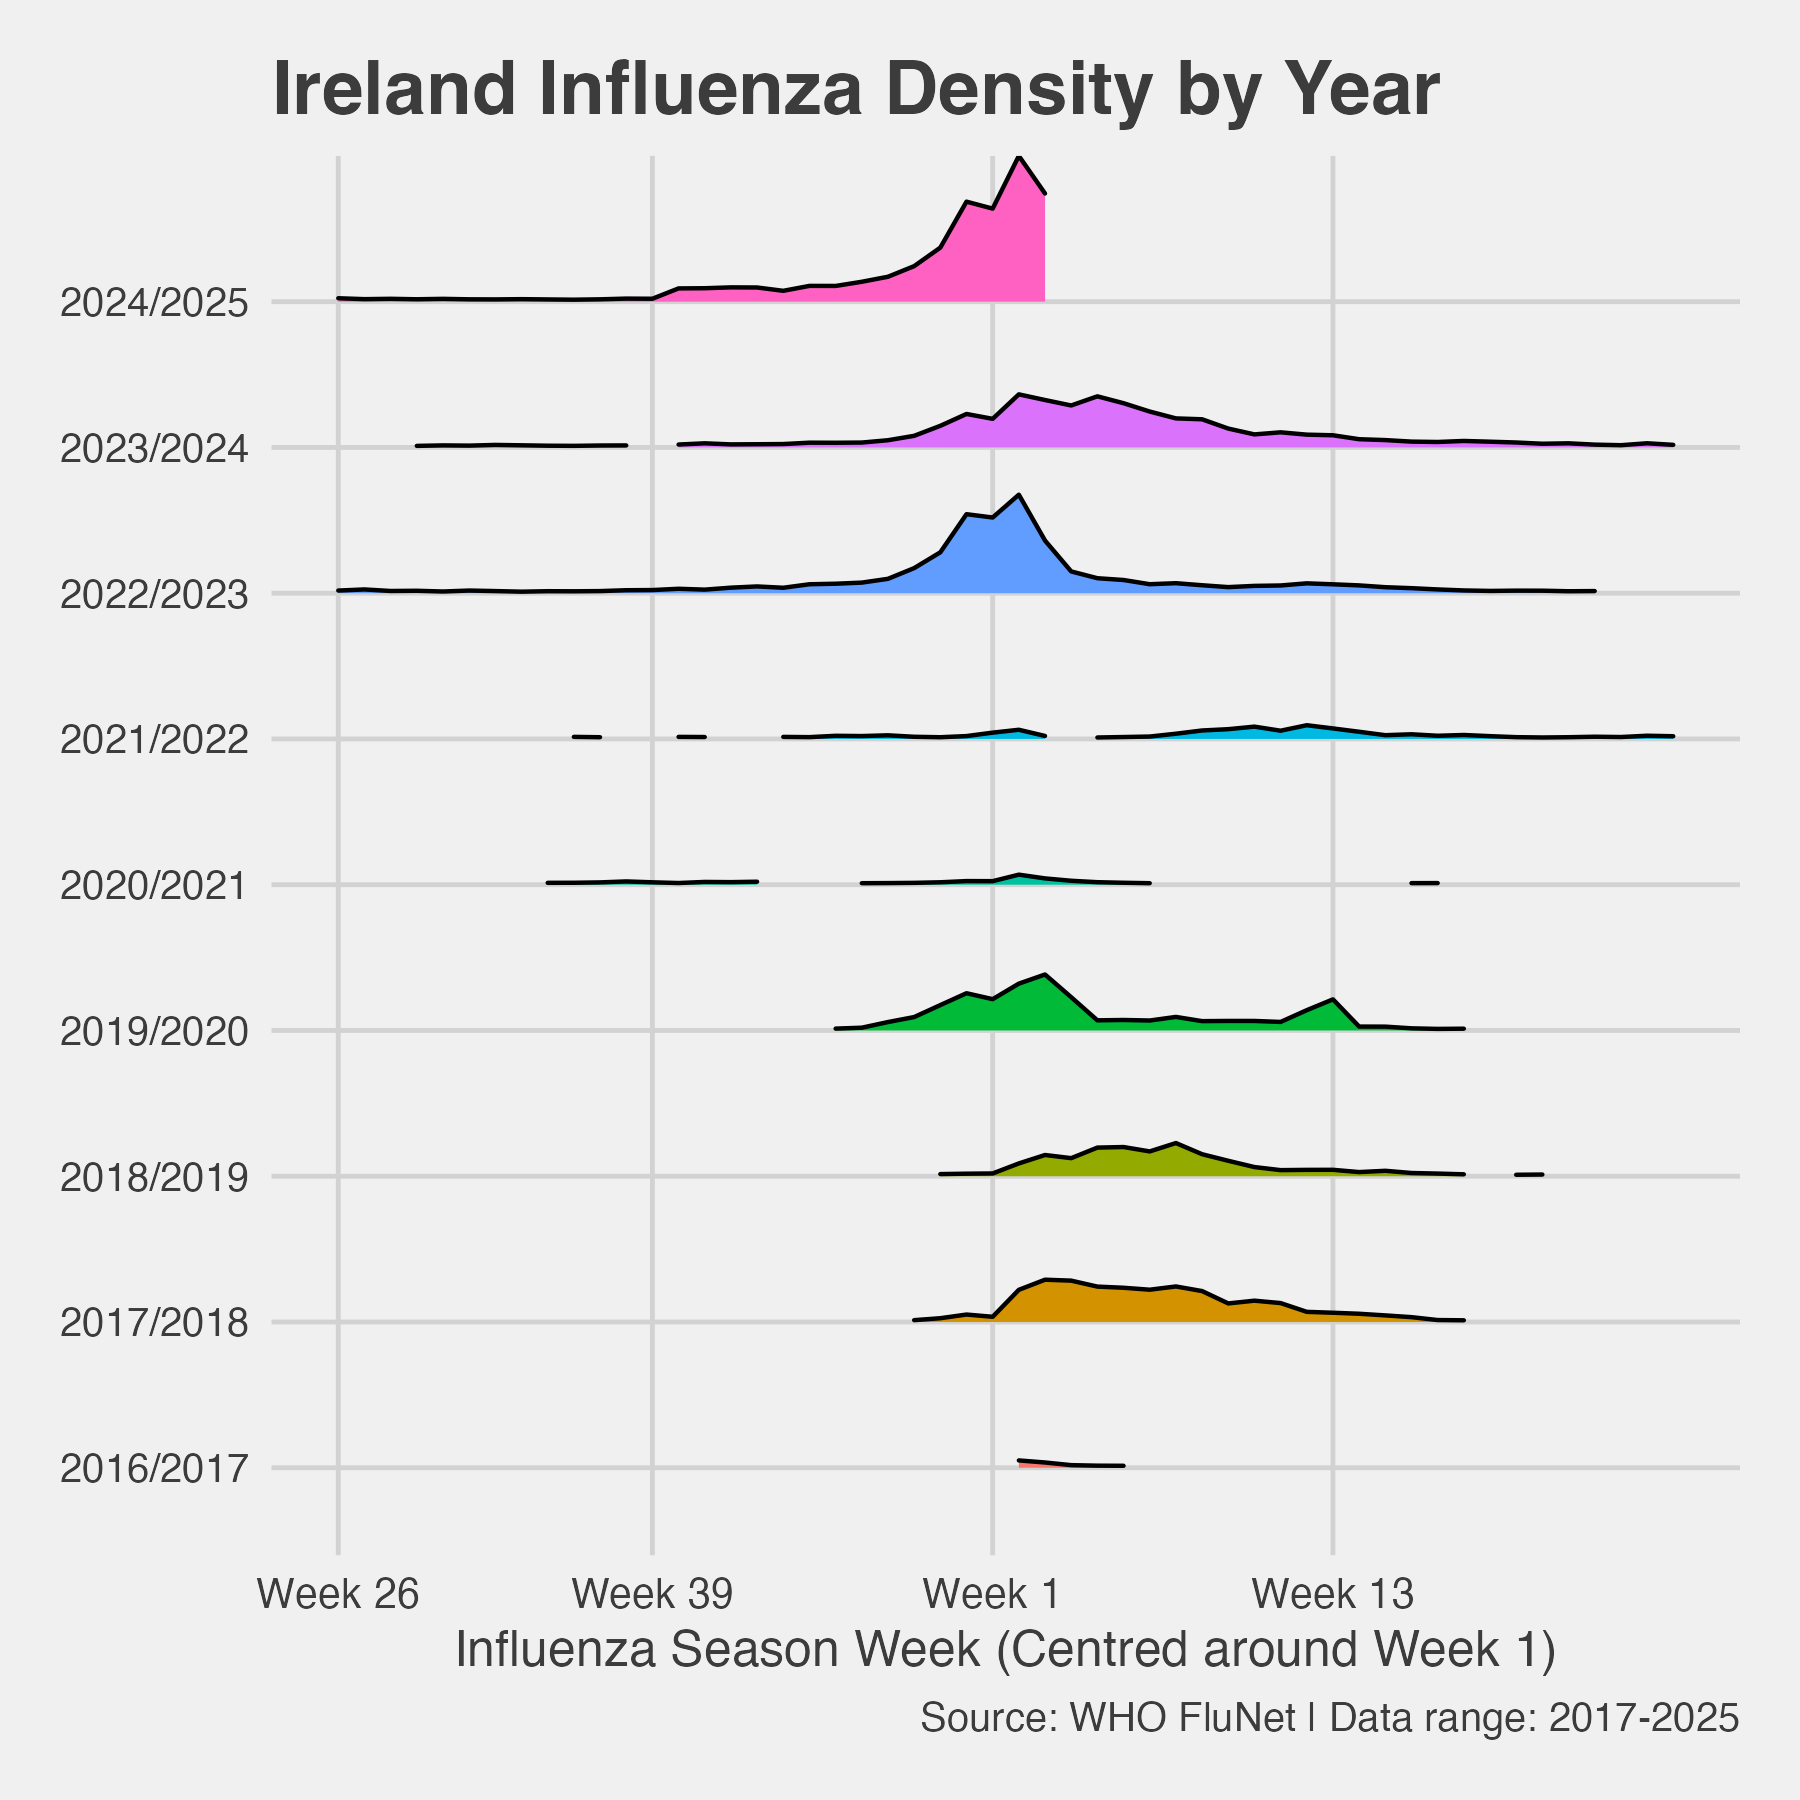 Ireland Influenza Density by Year
2024/2025
2023/2024
2022/2023
2021/2022
2020/2021
2019/2020
2018/2019
2017/2018
2016/2017
Week 26 Week 39 Week 1 Week 13
Influenza Season Week (Centred around Week 1)
Source: WHO FluNet | Data range: 2017-2025